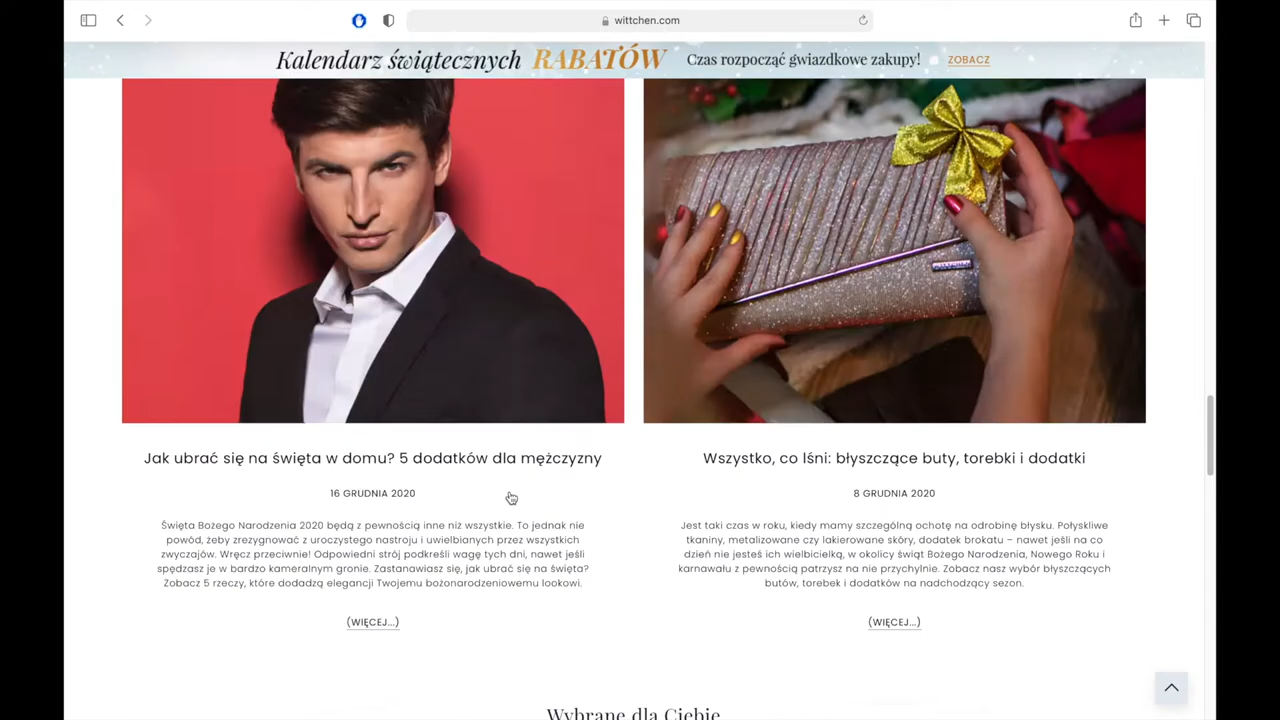 wittchen.com
Kalendarz świątecznych RABATÓW Czas rozpocząć gwiazdkowe zakupy! ZOBACZ
WITTCHEN
Jak ubrać się na święta w domu? 5 dodatków dla mężczyzny
16 GRUDNIA 2020
Święta Bożego Narodzenia 2020 będą z pewnością inne niż wszystkie. To jednak nie
powód, żeby zrezygnować z uroczystego nastroju i uwielbianych przez wszystkich
zwyczajów. Wręcz przeciwnie! Odpowiedni strój podkreśli wagę tych dni, nawet jeśli
spędzasz je w bardzo kameralnym gronie. Zastanawiasz się, jak ubrać się na święta?
Zobacz 5 rzeczy, które dodadzą elegancji Twojemu bożonarodzeniowemu lookowi.
(WIĘCEJ...)
Wszystko, co lśni: błyszczące buty, torebki i dodatki
8 GRUDNIA 2020
Jest taki czas w roku, kiedy mamy szczególną ochotę na odrobinę błysku. Połyskliwe
tkaniny, metalizowane czy lakierowane skóry, dodatek brokatu – nawet jeśli na co
dzień nie jesteś ich wielbicielką, w okolicy świąt Bożego Narodzenia, Nowego Roku i
karnawału z pewnością patrzysz na nie przychylnie. Zobacz nasz wybór błyszczących
butów, torebek i dodatków na nadchodzący sezon.
(WIĘCEJ...)
Wybrane dla Ciebie